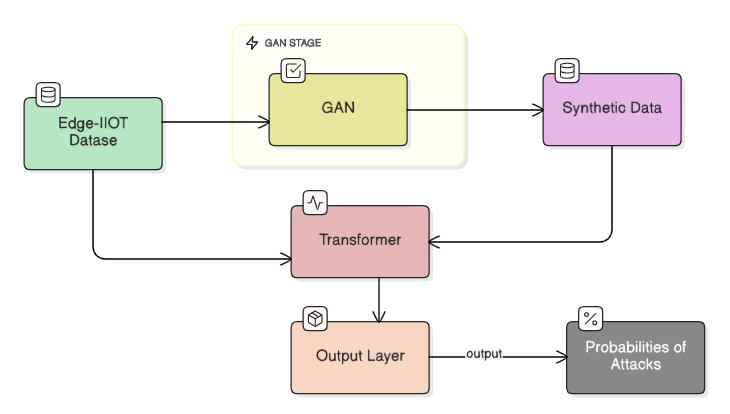 GAN STAGE
GAN
Edge-IIOT
Datase
Synthetic Data
Transformer
Output Layer
output
Probabilities of
Attacks